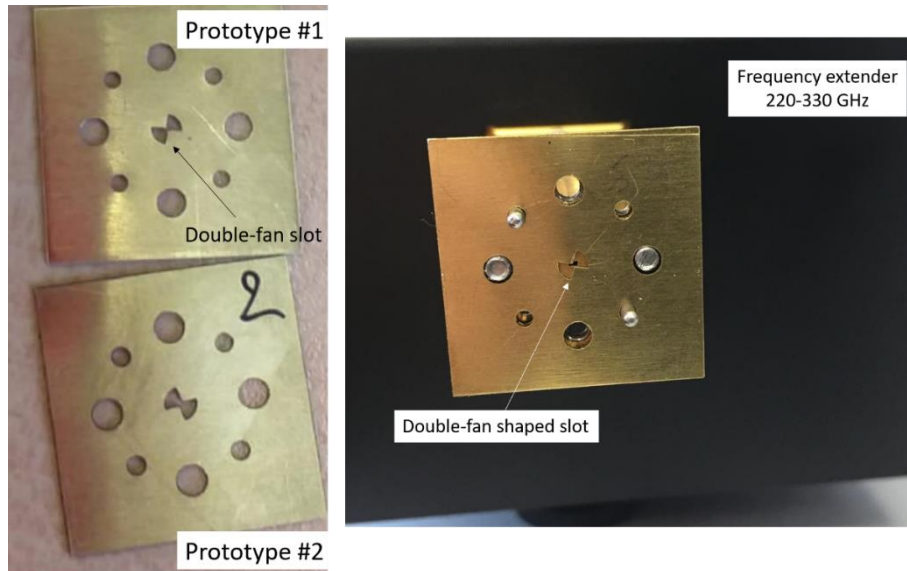 Prototype #1
Double-fan slot
2
Prototype #2
Frequency extender
220-330 GHz
Double-fan shaped slot